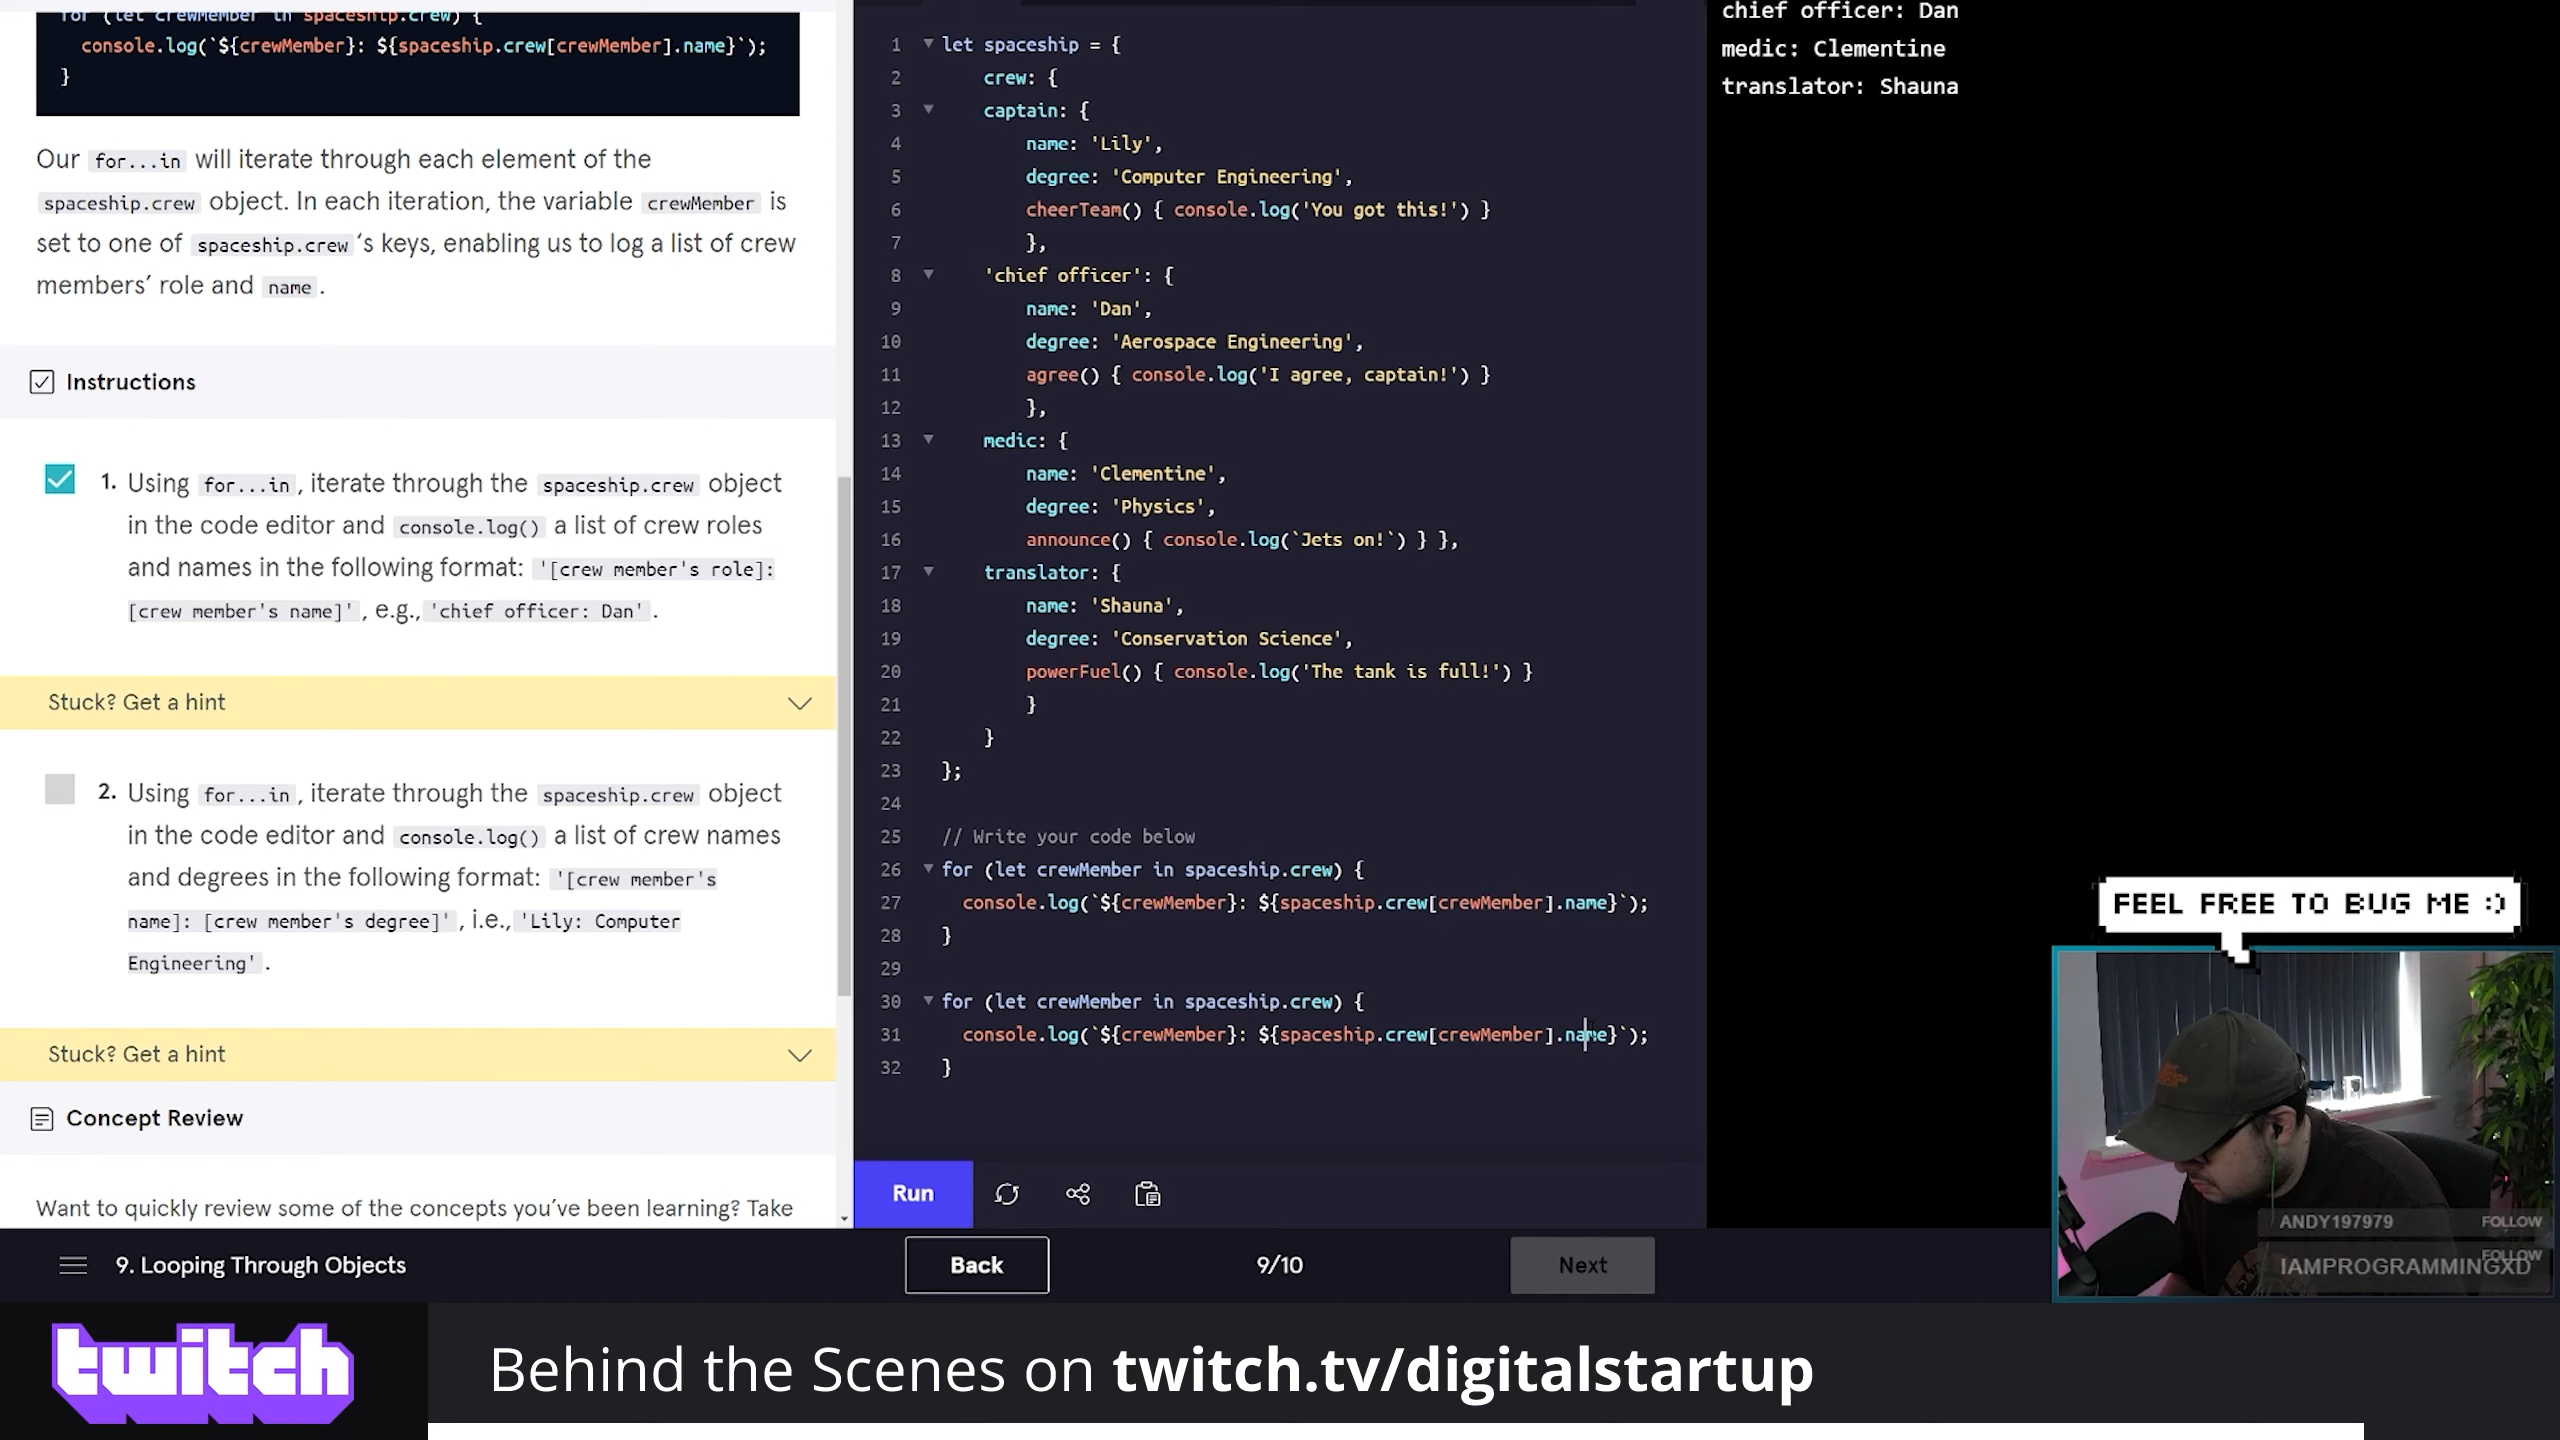 for (let crewMember in spaceship.crew) {
console.log(`${crewMember}: ${spaceship.crew[crewMember].name}`);
}
Our for...in will iterate through each element of the
spaceship.crew object. In each iteration, the variable crewMember is
set to one of spaceship.crew 's keys, enabling us to log a list of crew
members' role and name.
Instructions
1. Using for...in, iterate through the spaceship.crew object
in the code editor and console.log() a list of crew roles
and names in the following format: '[crew member's role]:
[crew member's name]', e.g., 'chief officer: Dan'.
Stuck? Get a hint
2. Using for...in, iterate through the spaceship.crew object
in the code editor and console.log() a list of crew names
and degrees in the following format: '[crew member's
name]: [crew member's degree]', i.e., 'Lily: Computer
Engineering'.
Stuck? Get a hint
Concept Review
Want to quickly review some of the concepts you've been learning? Take
1 let spaceship = {
2 crew: {
3 captain: {
4 name: 'Lily',
5 degree: 'Computer Engineering',
6 cheerTeam() { console.log('You got this!') }
7 },
8 'chief officer': {
9 name: 'Dan',
10 degree: 'Aerospace Engineering',
11 agree() { console.log('I agree, captain!') }
12 },
13 medic: {
14 name: 'Clementine',
15 degree: 'Physics',
16 announce() { console.log(`Jets on!`) } },
17 translator: {
18 name: 'Shauna',
19 degree: 'Conservation Science',
20 powerFuel() { console.log('The tank is full!') }
21 }
22 }
23 };
24
25 // Write your code below
26 for (let crewMember in spaceship.crew) {
27 console.log(`${crewMember}: ${spaceship.crew[crewMember].name}`);
28 }
29
30 for (let crewMember in spaceship.crew) {
31 console.log(`${crewMember}: ${spaceship.crew[crewMember].name}`);
32 }
Run
chief officer: Dan
medic: Clementine
translator: Shauna
FEEL FREE TO BUG ME :)
ANDY197979 FOLLOW
IAMPROGRAMMINGXD FOLLOW
9. Looping Through Objects
Back
9/10
Next
twitch
Behind the Scenes on twitch.tv/digitalstartup